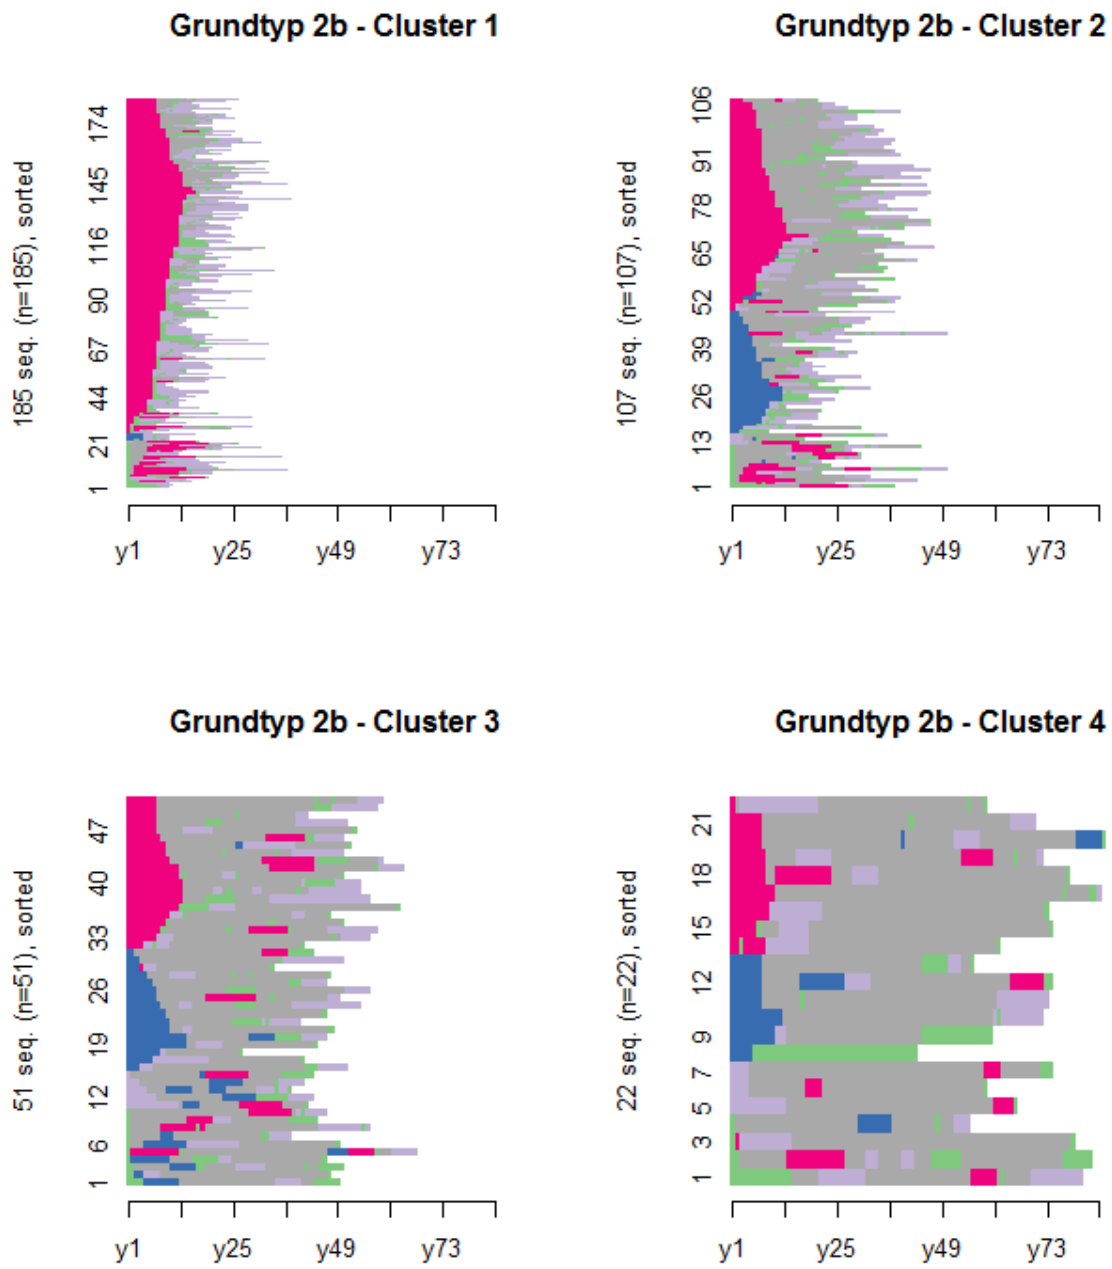 Grundtyp 2b - Cluster 1
185 seq. (n=185), sorted
174
145
116
90
67
44
21
1
y1 y25 y49 y73
Grundtyp 2b - Cluster 2
107 seq. (n=107), sorted
106
91
78
65
52
39
26
13
1
y1 y25 y49 y73
Grundtyp 2b - Cluster 3
51 seq. (n=51), sorted
47
40
33
26
19
12
6
1
y1 y25 y49 y73
Grundtyp 2b - Cluster 4
22 seq. (n=22), sorted
21
18
15
12
9
7
5
3
1
y1 y25 y49 y73